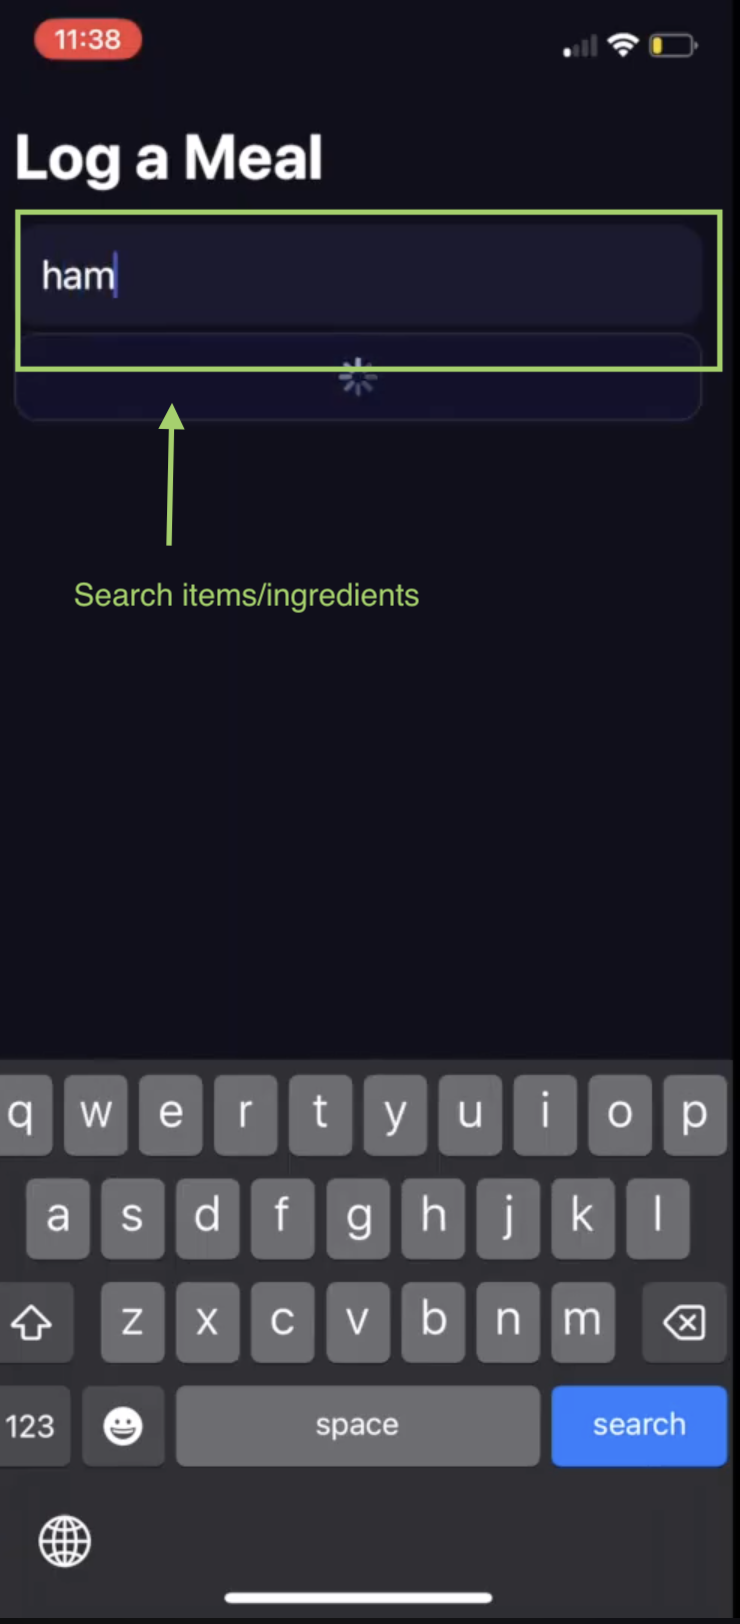 11:38
Log a Meal
ham
Search items/ingredients
q w e r t y u i o p
a s d f g h j k l
z x c v b n m
123 space search